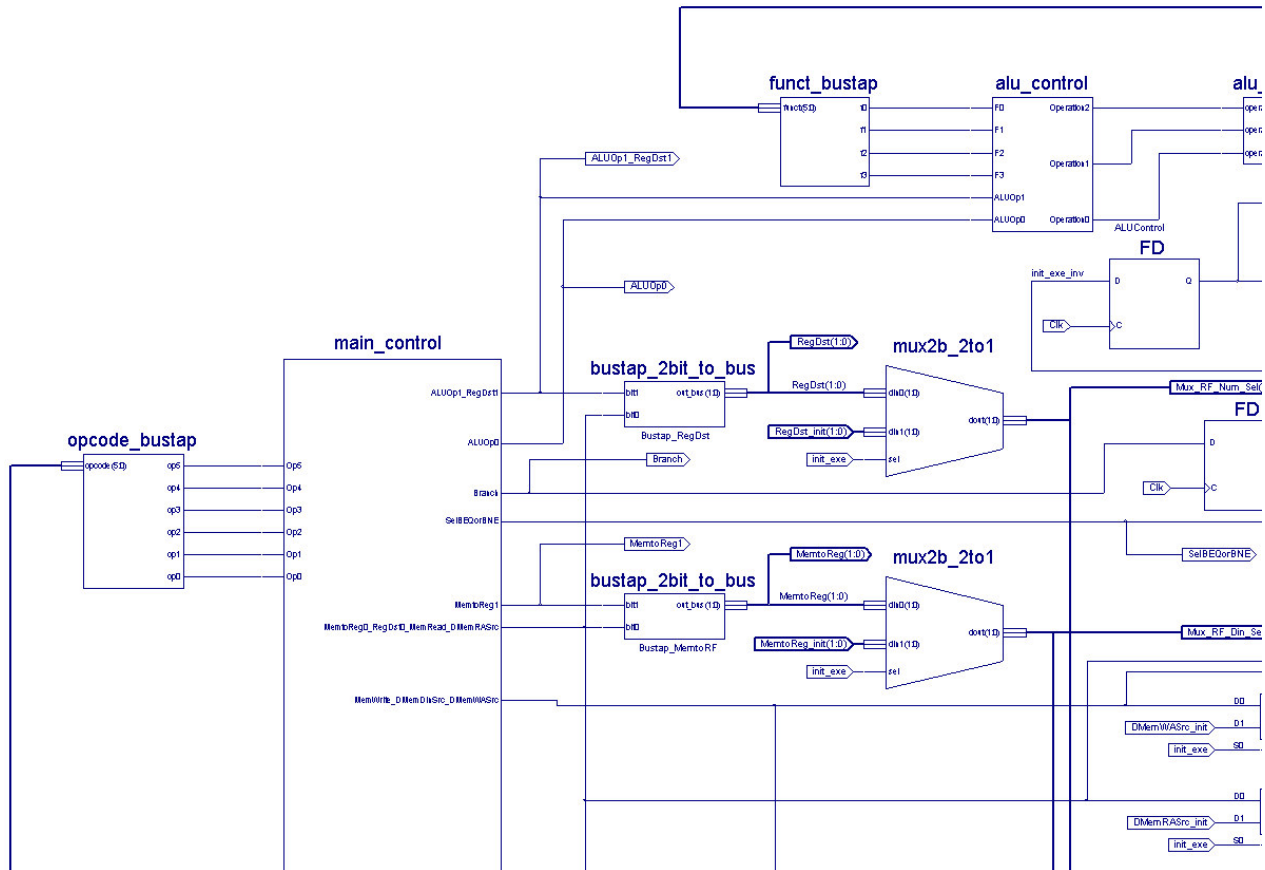 funct_bustap
alu_control
alu_
funct(5:0)
f0
f1
f2
f3
F0
F1
F2
F3
ALUOp1
ALUOp0
Operation2
Operation1
Operation0
ALUControl
oper
oper
oper
ALUOp1_RegDst1
ALUOp0
FD
init_exe_inv
D
Q
Clk
C
main_control
ALUOp1_RegDst1
ALUOp0
Branch
SelBEQorBNE
MemtoReg1
MemtoReg0_RegDst0_MemRead_DMemRASrc
MemWrite_DMemDinSrc_DMemWASrc
opcode_bustap
opcode(5:0)
op4
op3
op2
op1
op0
Op4
Op3
Op2
Op1
Op0
bustap_2bit_to_bus
bit1
bit0
out_bus(1:0)
Bustap_RegDst
RegDst(1:0)
RegDst(1:0)
RegDst_init(1:0)
init_exe
mux2b_2to1
din0(1:0)
din1(1:0)
sel
dout(1:0)
Mux_RF_Num_Sel(
FD
D
Clk
C
Branch
SelBEQorBNE
MemtoReg1
bustap_2bit_to_bus
bit1
bit0
out_bus(1:0)
Bustap_MemtoRF
MemtoReg(1:0)
MemtoReg(1:0)
MemtoReg_init(1:0)
init_exe
mux2b_2to1
din0(1:0)
din1(1:0)
sel
dout(1:0)
Mux_RF_Din_Se
D0
DMemWASrc_init
D1
init_exe
S0
D0
DMemRASrc_init
D1
init_exe
S0